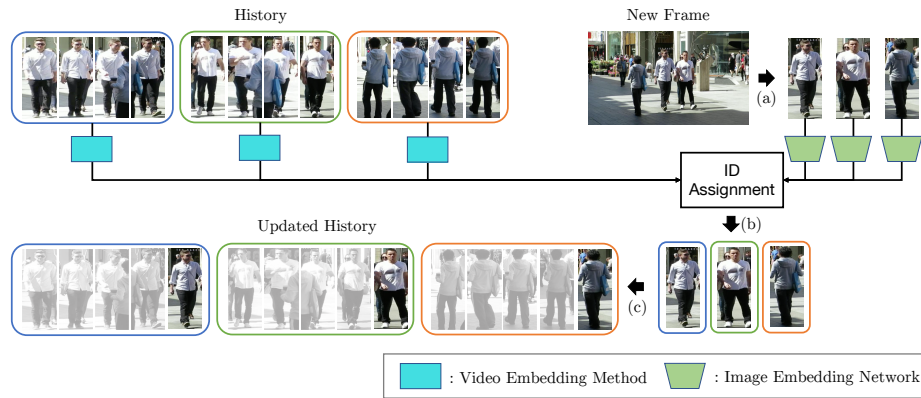 History
New Frame
(a)
ID
Assignment
(b)
Updated History
(c)
: Video Embedding Method
: Image Embedding Network